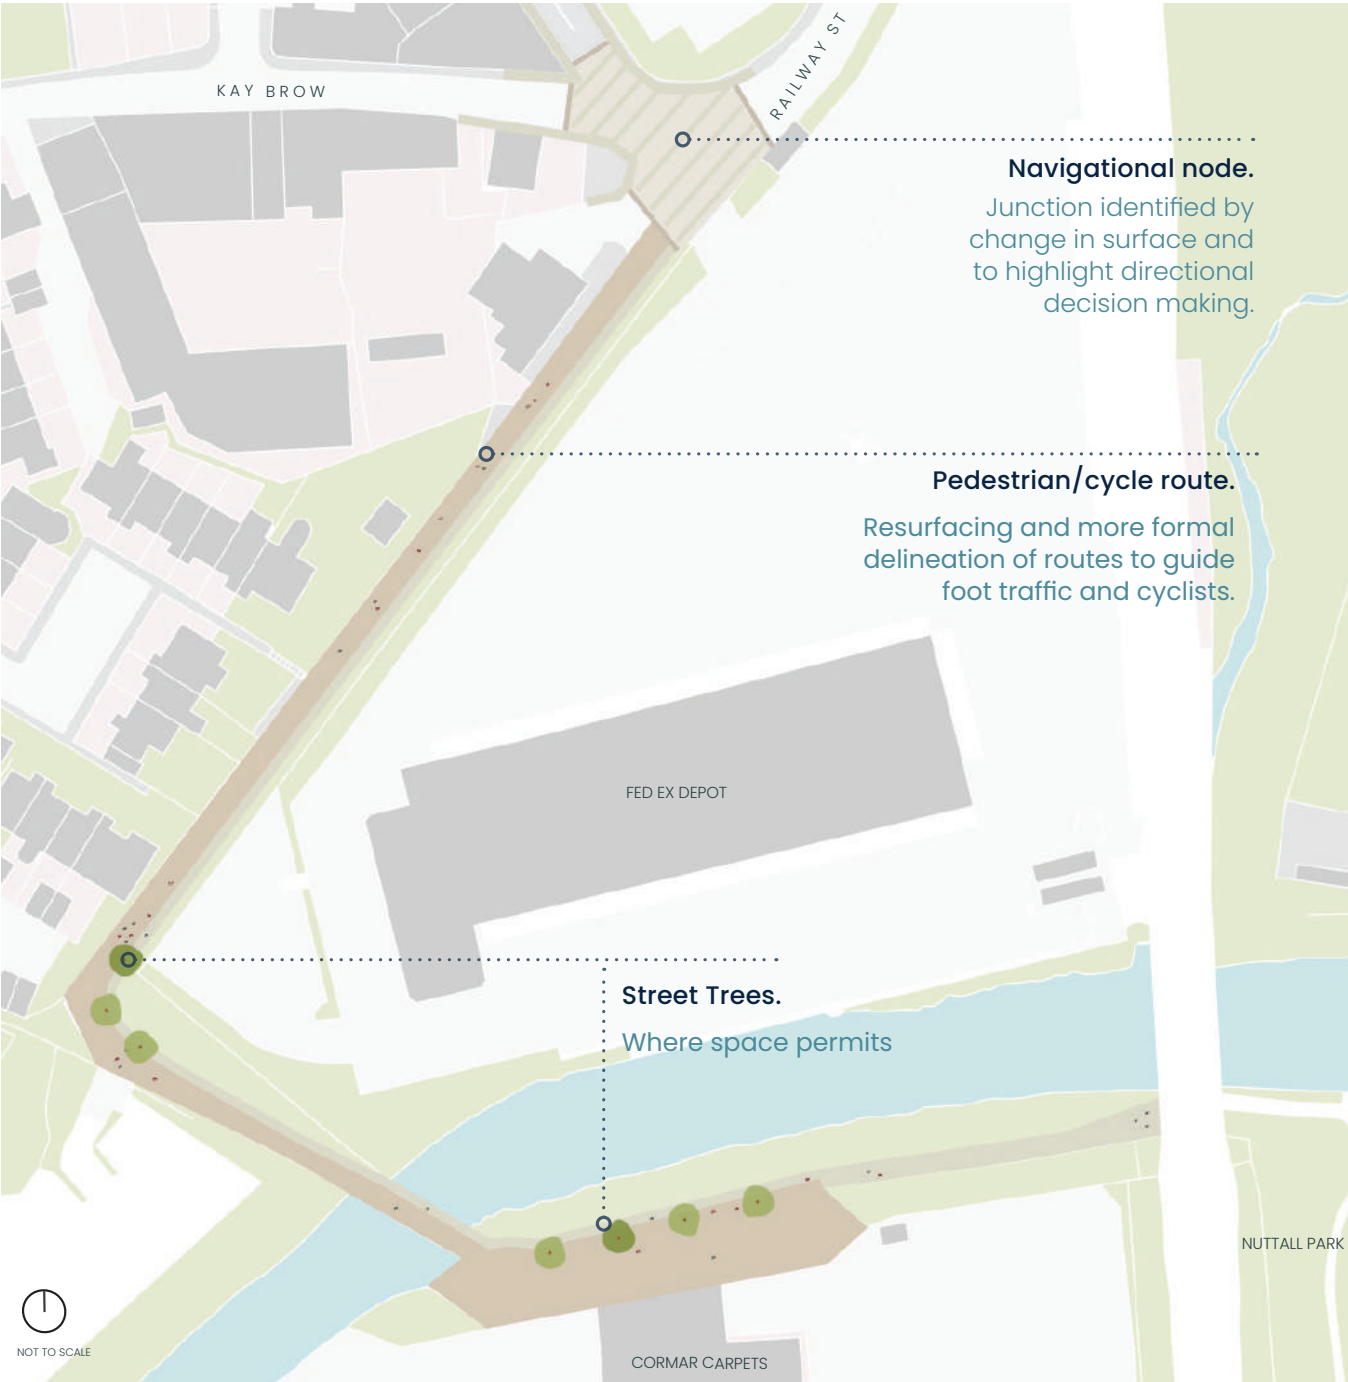 KAY BROW
RAILWAY ST
Navigational node.
Junction identified by
change in surface and
to highlight directional
decision making.
Pedestrian/cycle route.
Resurfacing and more formal
delineation of routes to guide
foot traffic and cyclists.
FED EX DEPOT
Street Trees.
Where space permits
NUTTALL PARK
NOT TO SCALE
CORMAR CARPETS